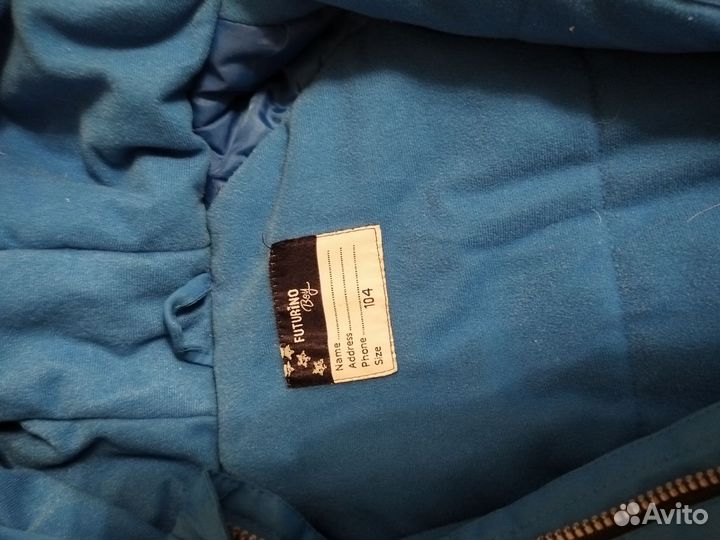 FUTURiNO
Boy
Name....................
Address...............
Phone..................
Size 104
Avito